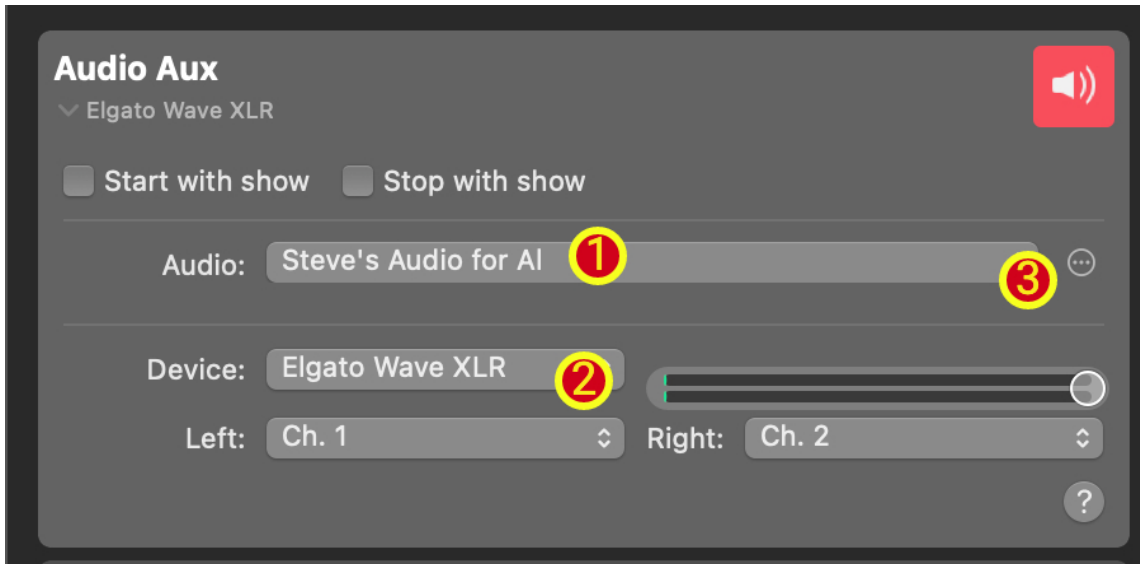 Audio Aux
Elgato Wave XLR
Start with show Stop with show
Audio: Steve's Audio for Al 1
3
Device: Elgato Wave XLR 2
Left: Ch. 1 Right: Ch. 2
?